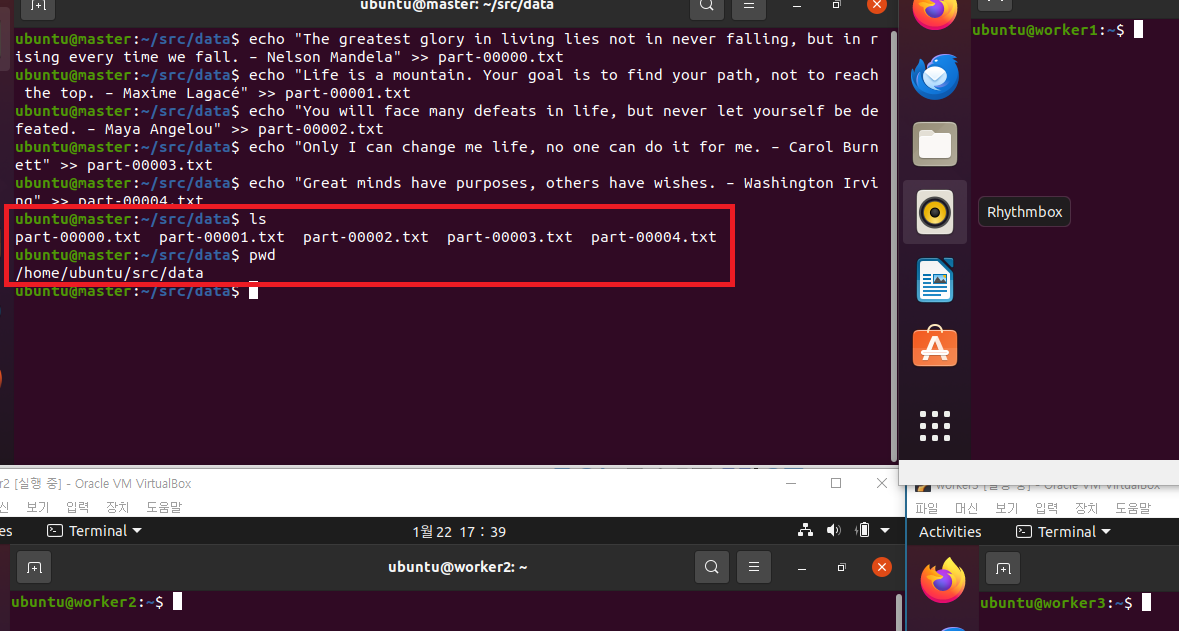 ubuntu@master: ~/src/data
ubuntu@master:~/src/data$ echo "The greatest glory in living lies not in never falling, but in r
ising every time we fall. – Nelson Mandela" >> part-00000.txt
ubuntu@master:~/src/data$ echo "Life is a mountain. Your goal is to find your path, not to reach
 the top. – Maxime Lagacé" >> part-00001.txt
ubuntu@master:~/src/data$ echo "You will face many defeats in life, but never let yourself be de
feated. – Maya Angelou" >> part-00002.txt
ubuntu@master:~/src/data$ echo "Only I can change me life, no one can do it for me. – Carol Burn
ett" >> part-00003.txt
ubuntu@master:~/src/data$ echo "Great minds have purposes, others have wishes. – Washington Irvi
ng" >> part-00004.txt
ubuntu@master:~/src/data$ ls
part-00000.txt  part-00001.txt  part-00002.txt  part-00003.txt  part-00004.txt
ubuntu@master:~/src/data$ pwd
/home/ubuntu/src/data
ubuntu@master:~/src/data$
ubuntu@worker1:~$
Rhythmbox
r2 [실행 중] - Oracle VM VirtualBox
신 보기 입력 장치 도움말
es Terminal 1월 22 17 : 39
ubuntu@worker2: ~
ubuntu@worker2:~$
worker3 [실행 중] - Oracle VM VirtualBox
파일 머신 보기 입력 장치 도움말
Activities Terminal
ubuntu@worker3:~$